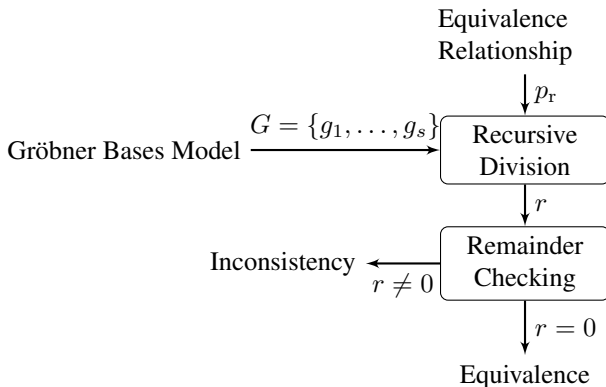 Equivalence
Relationship
p_r
G = {g_1, . . . , g_s}
Gröbner Bases Model
Recursive
Division
r
Remainder
Checking
Inconsistency
r ≠ 0
r = 0
Equivalence